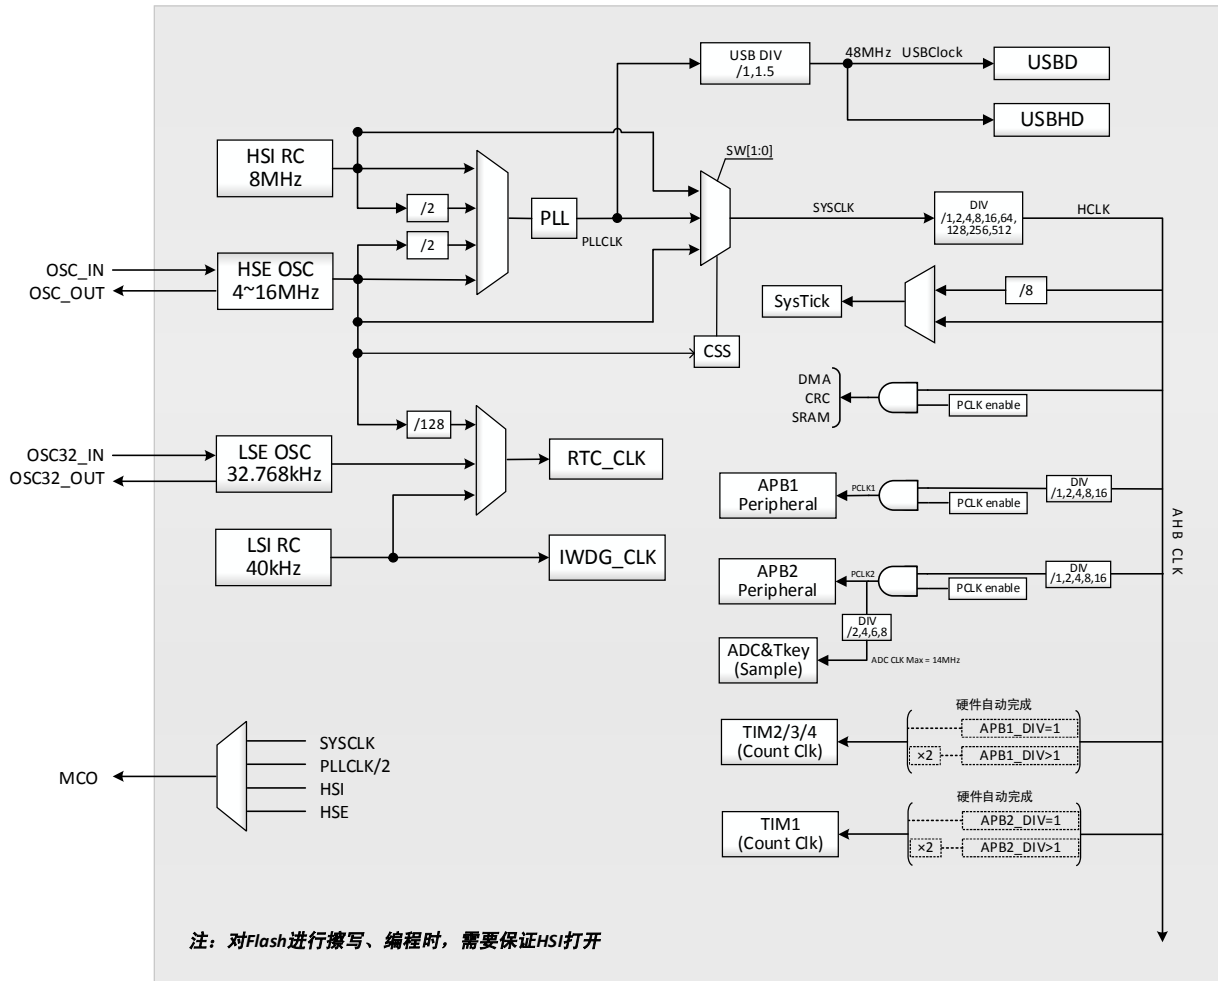 USB DIV
/1,1.5
48MHz USBClock
USBD
USBHD
HSI RC
8MHz
SW[1:0]
/2
PLL
PLLCLK
SYSCLK
DIV
/1,2,4,8,16,64,
128,256,512
HCLK
/2
OSC_IN
OSC_OUT
HSE OSC
4~16MHz
SysTick
/8
CSS
DMA
CRC
SRAM
PCLK enable
/128
OSC32_IN
OSC32_OUT
LSE OSC
32.768kHz
RTC_CLK
APB1
Peripheral
PCLK1
PCLK enable
DIV
/1,2,4,8,16
AHB CLK
LSI RC
40kHz
IWDG_CLK
APB2
Peripheral
PCLK2
PCLK enable
DIV
/1,2,4,8,16
DIV
/2,4,6,8
ADC&Tkey
(Sample)
ADC CLK Max = 14MHz
硬件自动完成
TIM2/3/4
(Count Clk)
APB1_DIV=1
×2
APB1_DIV>1
MCO
SYSCLK
PLLCLK/2
HSI
HSE
硬件自动完成
TIM1
(Count Clk)
APB2_DIV=1
×2
APB2_DIV>1
注：对Flash进行擦写、编程时，需要保证HSI打开